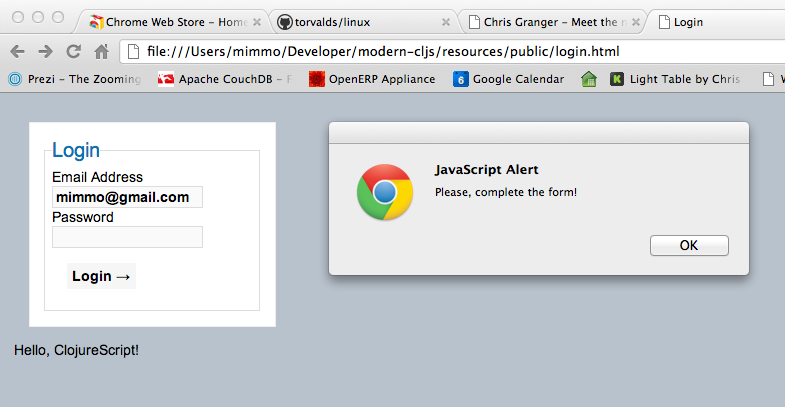 Chrome Web Store - Hom
torvalds/linux
Chris Granger - Meet the n
Login
file:///Users/mimmo/Developer/modern-cljs/resources/public/login.html
Prezi - The Zooming
Apache CouchDB -
OpenERP Appliance
6
Google Calendar
K
Light Table by Chris
W
Login
Email Address
mimmo@gmail.com
Password
Login →
JavaScript Alert
Please, complete the form!
OK
Hello, ClojureScript!